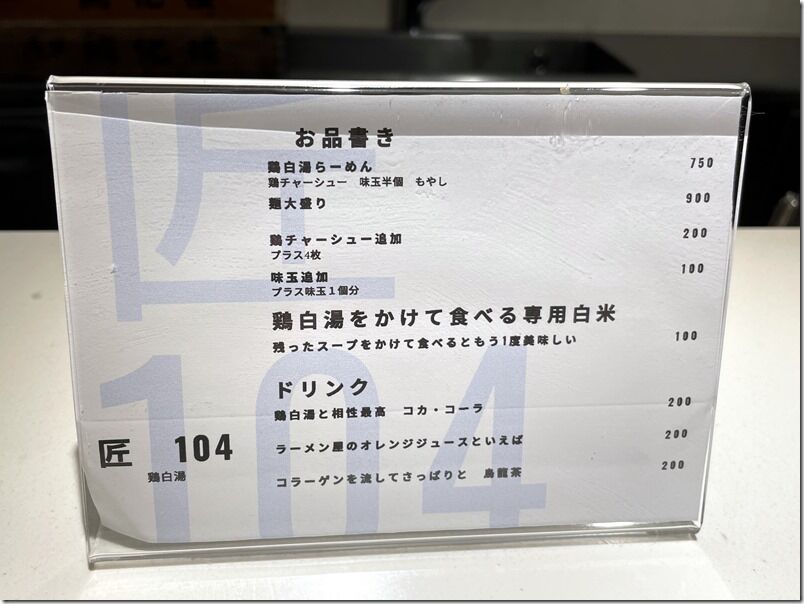 お品書き
鶏白湯らーめん 750
鶏チャーシュー 味玉半個 もやし
麺大盛り 900
鶏チャーシュー追加 200
プラス4枚
味玉追加 100
プラス味玉１個分
鶏白湯をかけて食べる専用白米
残ったスープをかけて食べるともう1度美味しい 100
ドリンク
鶏白湯と相性最高 コカ・コーラ 200
ラーメン屋のオレンジジュースといえば 200
コラーゲンを流してさっぱりと 烏龍茶 200
匠 104
鶏白湯
匠
104